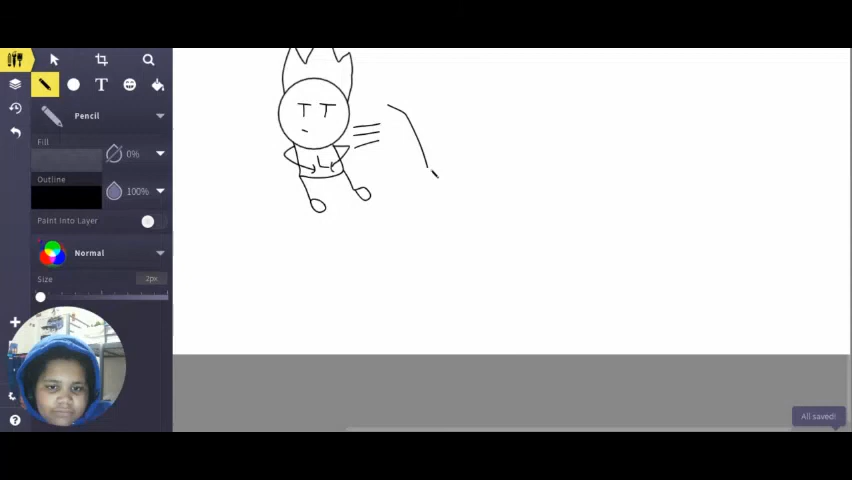 T
Pencil
Fill
0%
Outline
100%
Paint Into Layer
Normal
Size
2px
L
All saved!